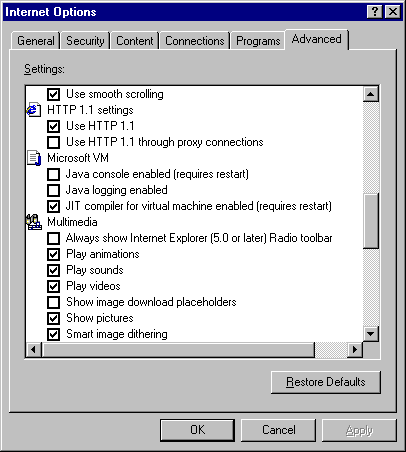 Internet Options
General Security Content Connections Programs Advanced
Settings:
Use smooth scrolling
HTTP 1.1 settings
Use HTTP 1.1
Use HTTP 1.1 through proxy connections
Microsoft VM
Java console enabled (requires restart)
Java logging enabled
JIT compiler for virtual machine enabled (requires restart)
Multimedia
Always show Internet Explorer (5.0 or later) Radio toolbar
Play animations
Play sounds
Play videos
Show image download placeholders
Show pictures
Smart image dithering
Restore Defaults
OK Cancel Apply